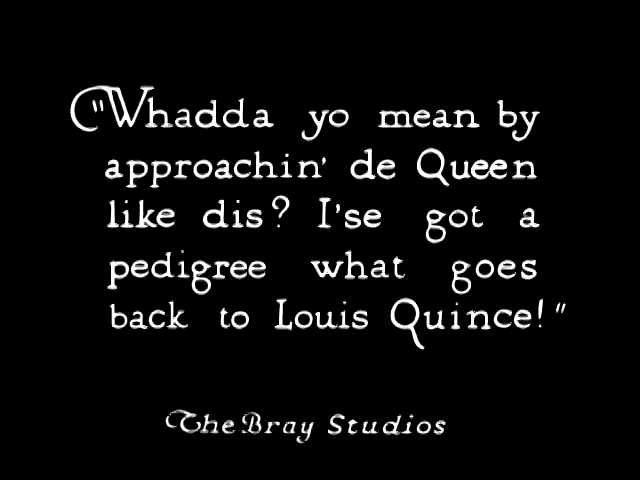 "Whadda yo mean by
approachin' de Queen
like dis? I'se got a
pedigree what goes
back to Louis Quince!"
The Bray Studios